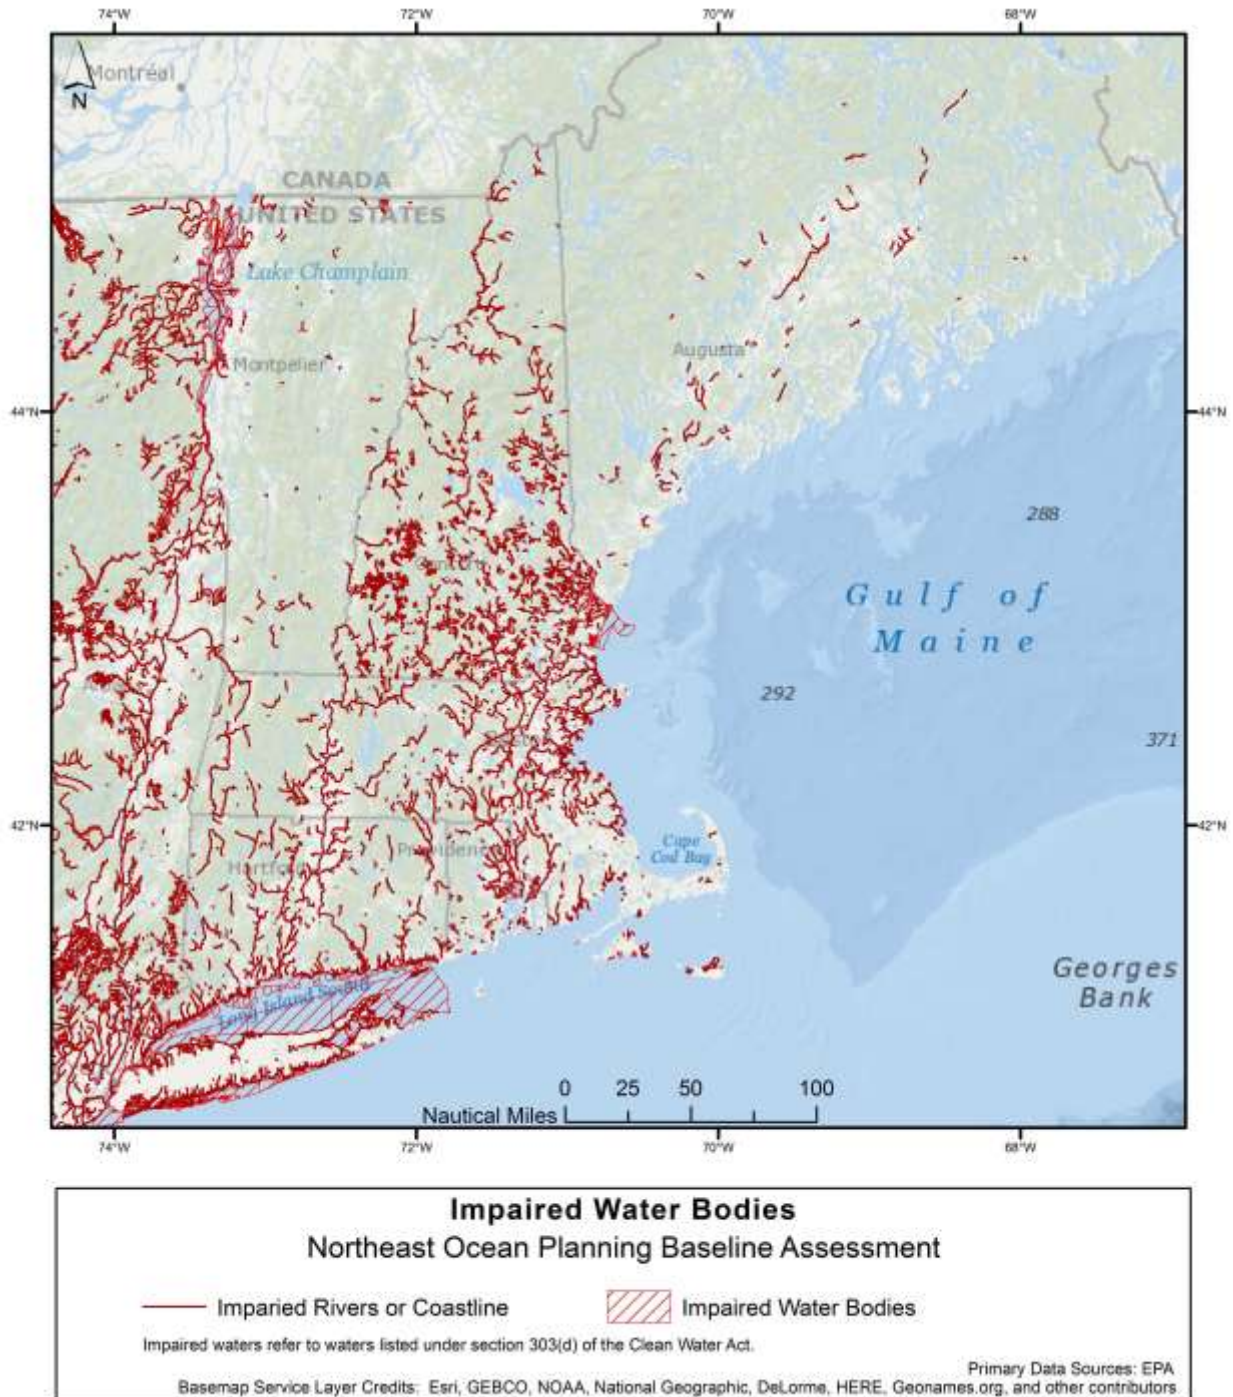 74°W 72°W 70°W 68°W
Montréal
N
CANADA
UNITED STATES
Lake Champlain
Montpelier
Augusta
44°N 44°N
288
Gulf of
Maine
292
371
42°N 42°N
Cape
Cod Bay
Providence
Hartford
Georges
Bank
Long Island Sound
0 25 50 100
Nautical Miles
74°W 72°W 70°W 68°W
Impaired Water Bodies
Northeast Ocean Planning Baseline Assessment
Imparied Rivers or Coastline Impaired Water Bodies
Impaired waters refer to waters listed under section 303(d) of the Clean Water Act.
Primary Data Sources: EPA
Basemap Service Layer Credits: Esri, GEBCO, NOAA, National Geographic, DeLorme, HERE, Geonames.org, and other contributors